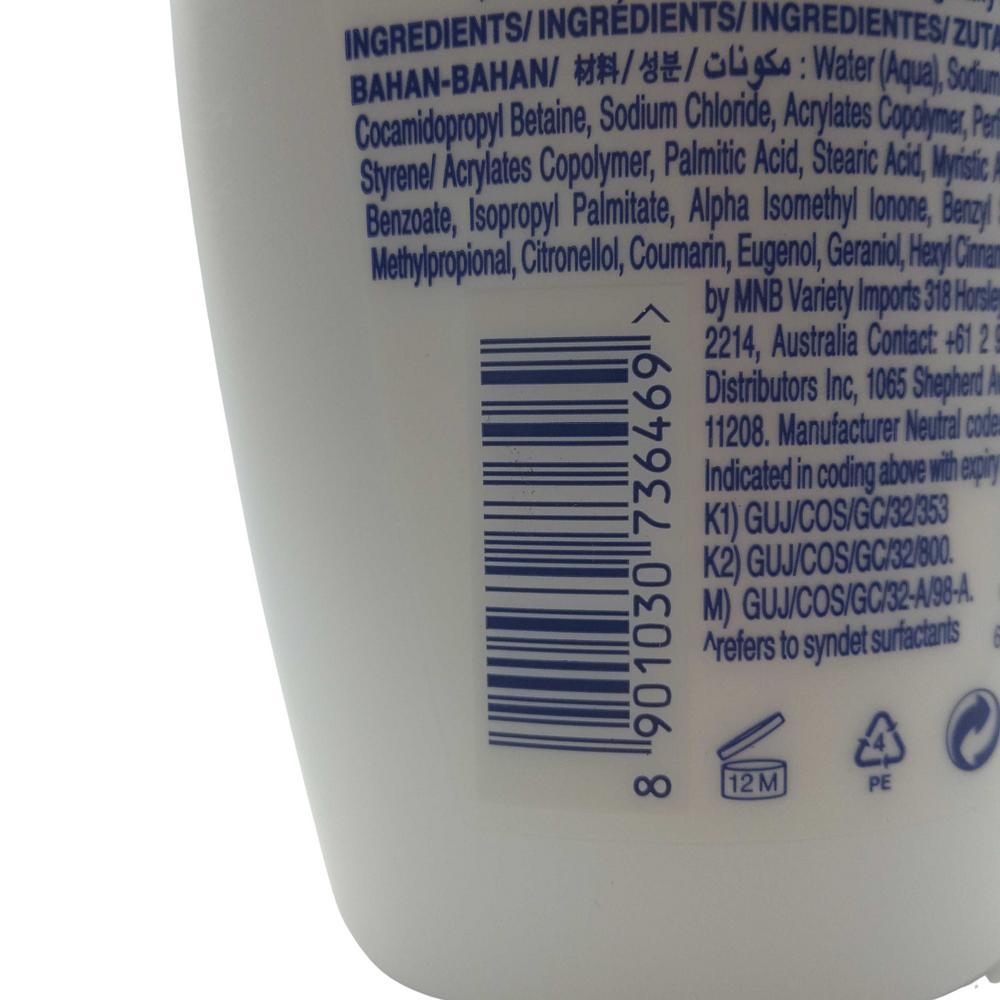 INGREDIENTS/ INGRÉDIENTS/ INGREDIENTES/
BAHAN-BAHAN/ 材料/ 성분/ مكونات : Water (Aqua), Sodium
Cocamidopropyl Betaine, Sodium Chloride, Acrylates Copolymer,
Styrene/ Acrylates Copolymer, Palmitic Acid, Stearic Acid, Myristic
Benzoate, Isopropyl Palmitate, Alpha Isomethyl Ionone, Benzyl
Methylpropional, Citronellol, Coumarin, Eugenol, Geraniol, Hexyl
by MNB Variety Imports 318
2214, Australia Contact: +61 2
Distributors Inc, 1065 Shepherd
11208. Manufacturer Neutral
Indicated in coding above with expiry
K1) GUJ/COS/GC/32/353
K2) GUJ/COS/GC/32/800.
M) GUJ/COS/GC/32-A/98-A.
^refers to syndet surfactants
8 901030 736469 >
12 M
4
PE